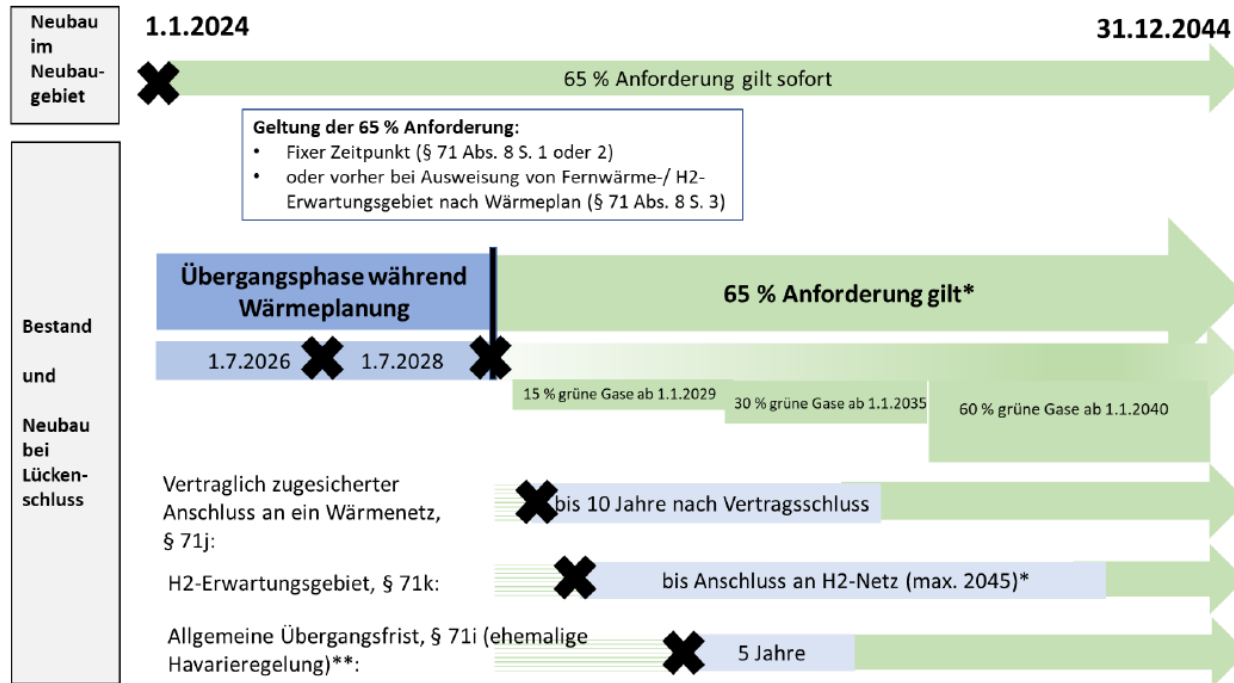 Neubau
im
Neubau-
gebiet
1.1.2024
31.12.2044
65 % Anforderung gilt sofort
Geltung der 65 % Anforderung:
• Fixer Zeitpunkt (§ 71 Abs. 8 S. 1 oder 2)
• oder vorher bei Ausweisung von Fernwärme-/ H2-
Erwartungsgebiet nach Wärmeplan (§ 71 Abs. 8 S. 3)
Bestand
und
Neubau
bei
Lücken-
schluss
Übergangsphase während
Wärmeplanung
65 % Anforderung gilt*
1.7.2026
1.7.2028
15 % grüne Gase ab 1.1.2029
30 % grüne Gase ab 1.1.2035
60 % grüne Gase ab 1.1.2040
Vertraglich zugesicherter
Anschluss an ein Wärmenetz,
§ 71j:
bis 10 Jahre nach Vertragsschluss
H2-Erwartungsgebiet, § 71k:
bis Anschluss an H2-Netz (max. 2045)*
Allgemeine Übergangsfrist, § 71i (ehemalige
Havarieregelung)**:
5 Jahre